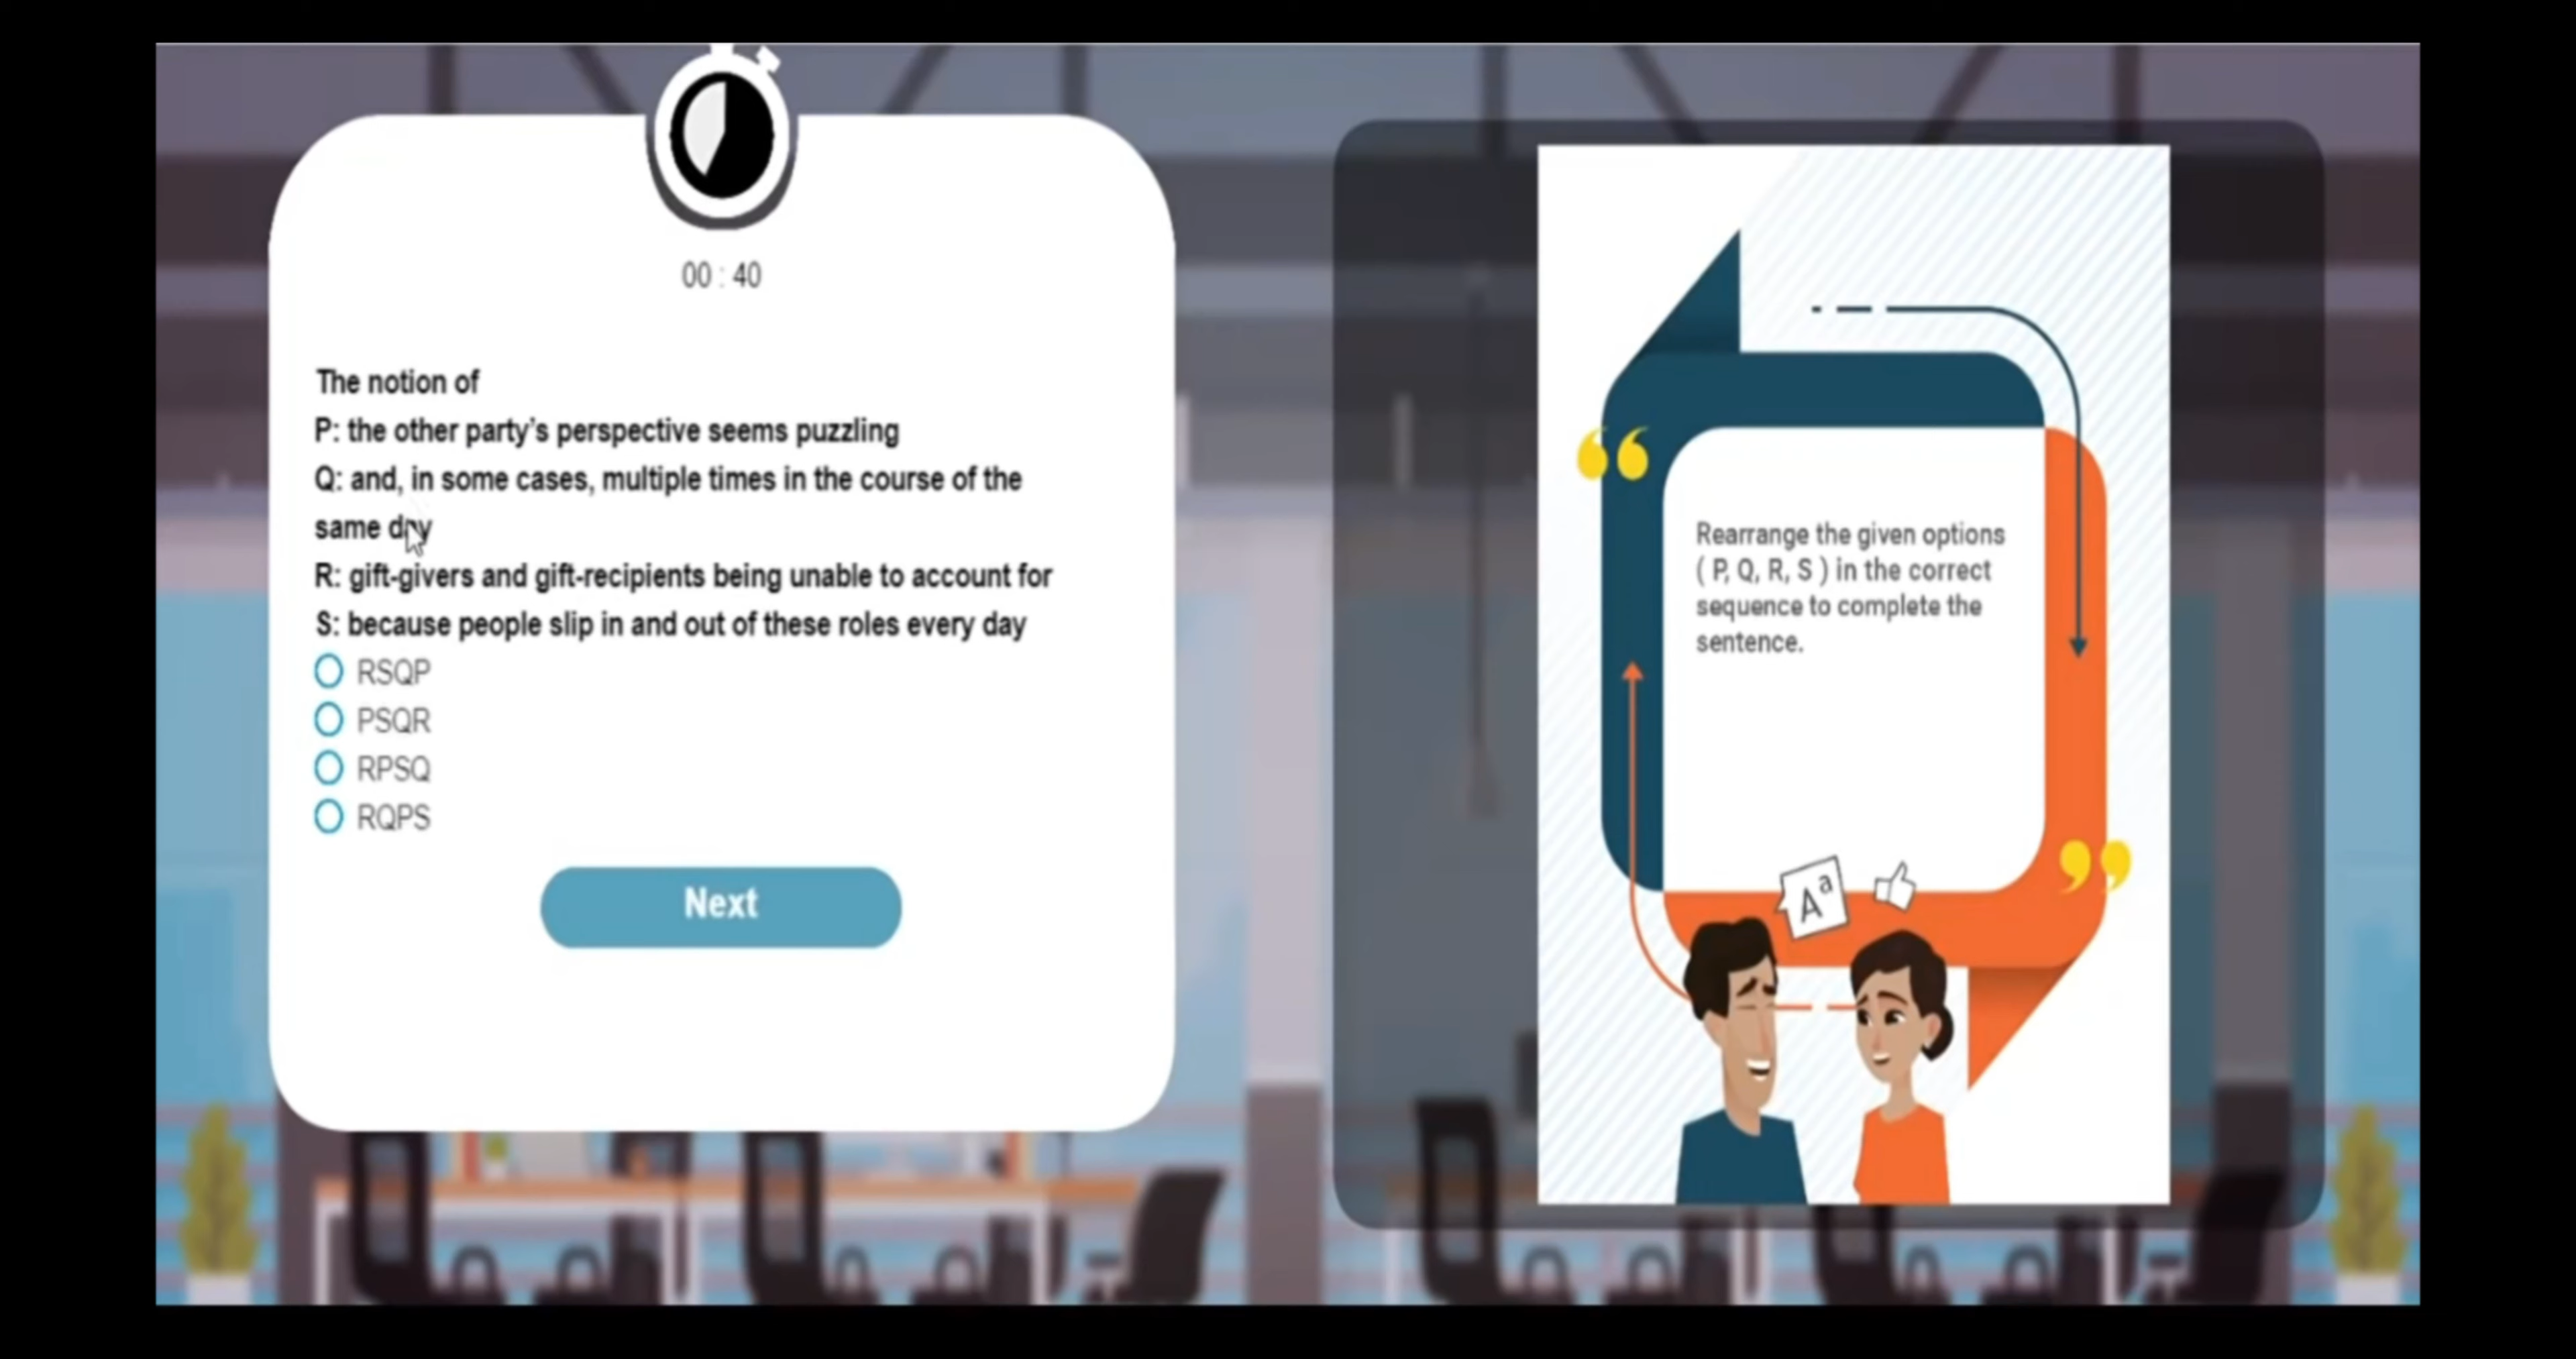 00 : 40
The notion of
P: the other party's perspective seems puzzling
Q: and, in some cases, multiple times in the course of the
same day
R: gift-givers and gift-recipients being unable to account for
S: because people slip in and out of these roles every day
RSQP
PSQR
RPSQ
RQPS
Next
Rearrange the given options
( P, Q, R, S ) in the correct
sequence to complete the
sentence.
Aa